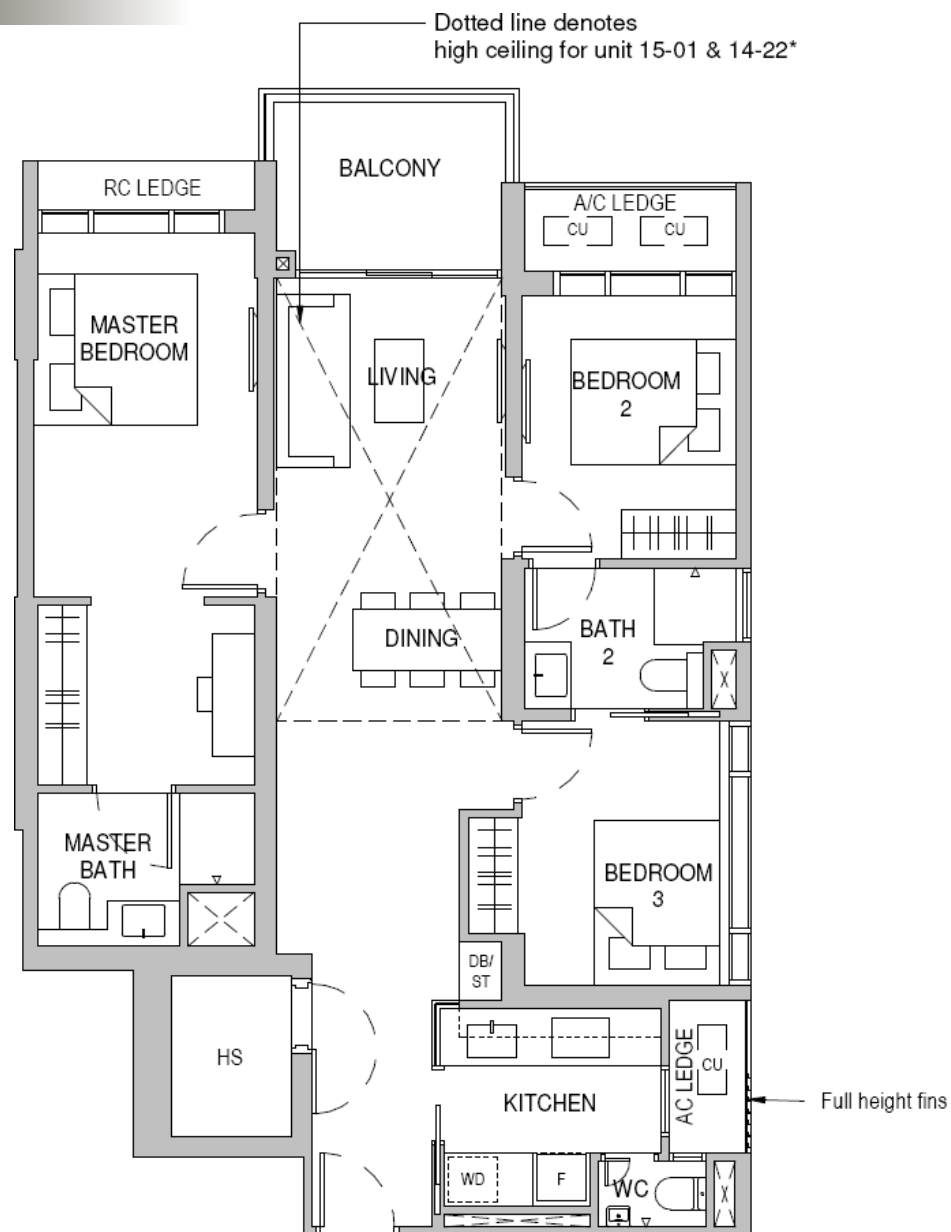 Dotted line denotes
high ceiling for unit 15-01 & 14-22*
BALCONY
RC LEDGE
A/C LEDGE
CU
CU
MASTER
BEDROOM
LIVING
BEDROOM
2
DINING
BATH
2
MASTER
BATH
BEDROOM
3
DB/
ST
HS
KITCHEN
AC LEDGE
CU
Full height fins
WD
F
WC